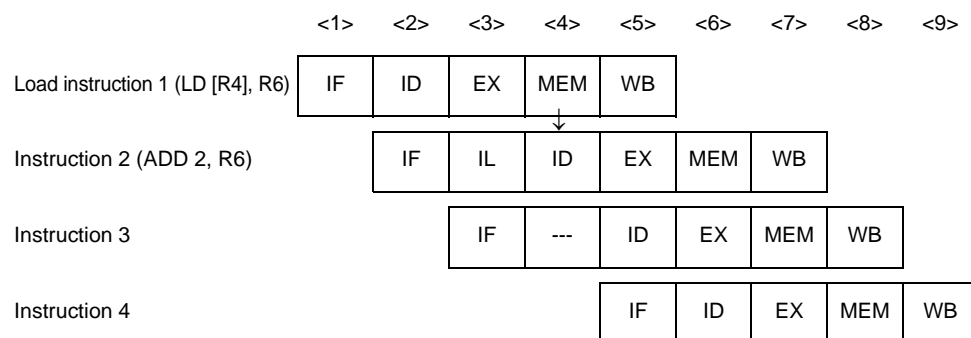 <1> <2> <3> <4> <5> <6> <7> <8> <9>
Load instruction 1 (LD [R4], R6) IF ID EX MEM WB
Instruction 2 (ADD 2, R6) IF IL ID EX MEM WB
Instruction 3 IF --- ID EX MEM WB
Instruction 4 IF ID EX MEM WB